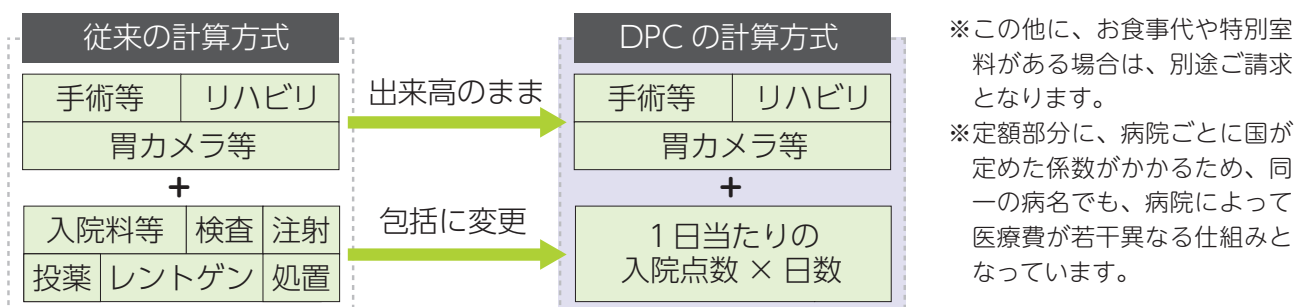 従来の計算方式
手術等 リハビリ
胃カメラ等
+
入院料等 検査 注射
投薬 レントゲン 処置
出来高のまま
包括に変更
DPC の計算方式
手術等 リハビリ
胃カメラ等
+
1日当たりの
入院点数 × 日数
※この他に、お食事代や特別室
料がある場合は、別途ご請求
となります。
※定額部分に、病院ごとに国が
定めた係数がかかるため、同
一の病名でも、病院によって
医療費が若干異なる仕組みと
なっています。